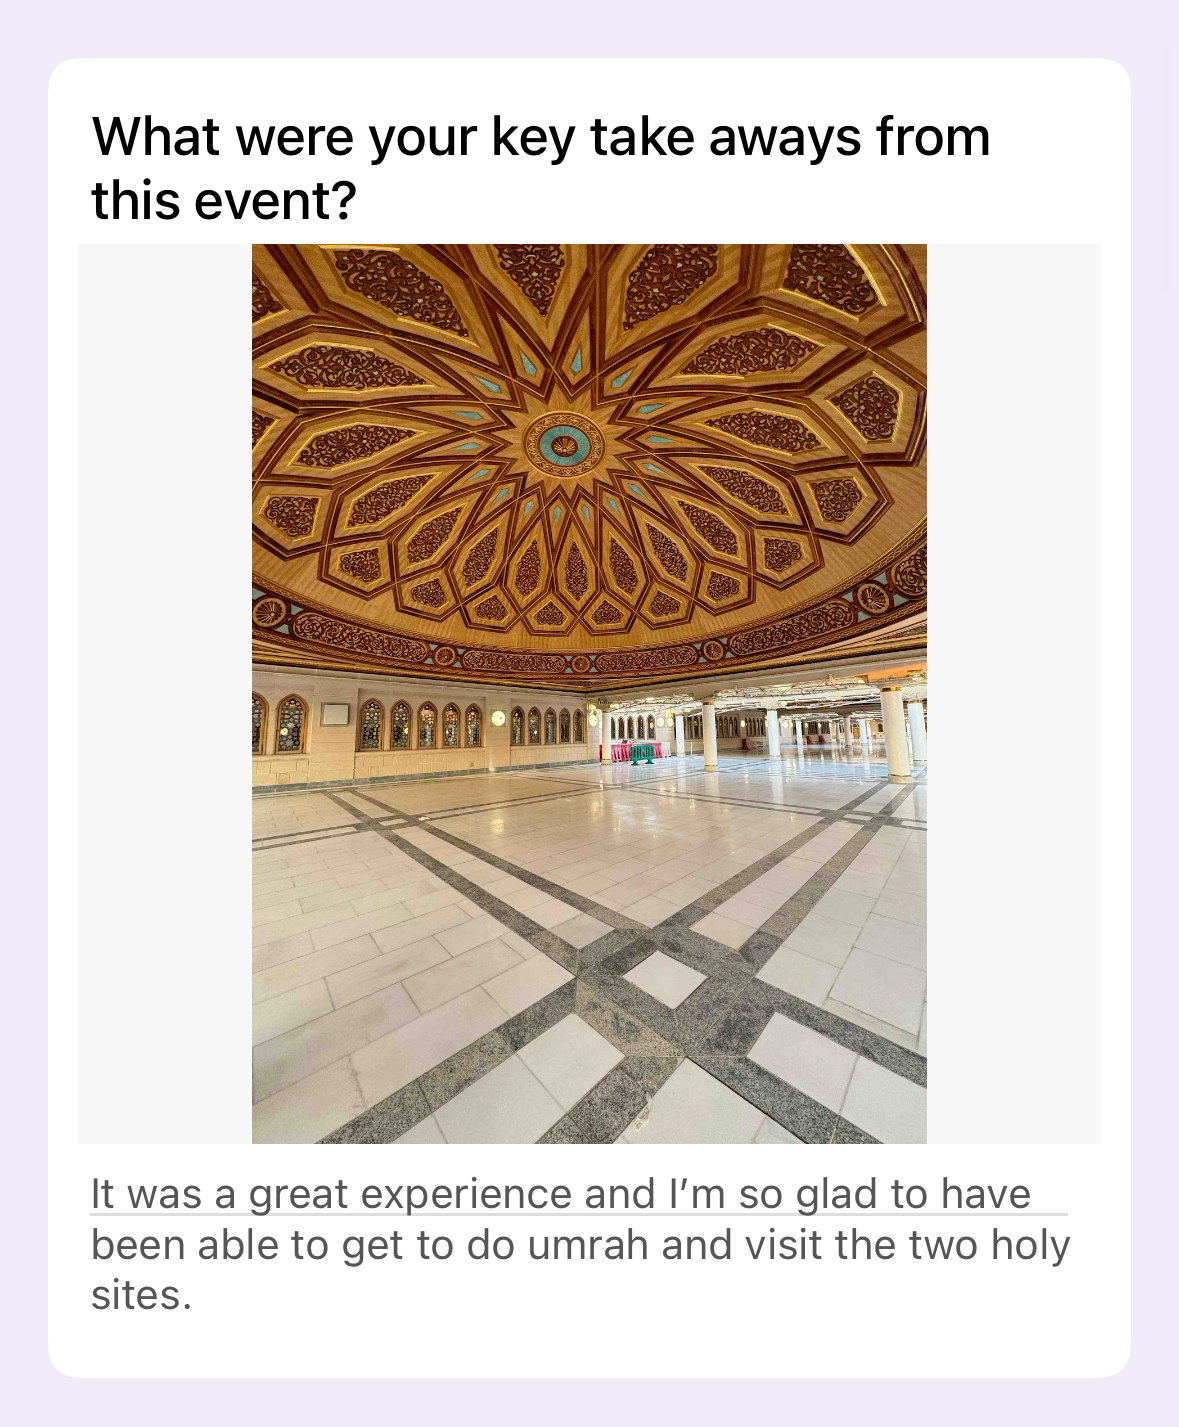 What were your key take aways from
this event?
It was a great experience and I’m so glad to have
been able to get to do umrah and visit the two holy
sites.